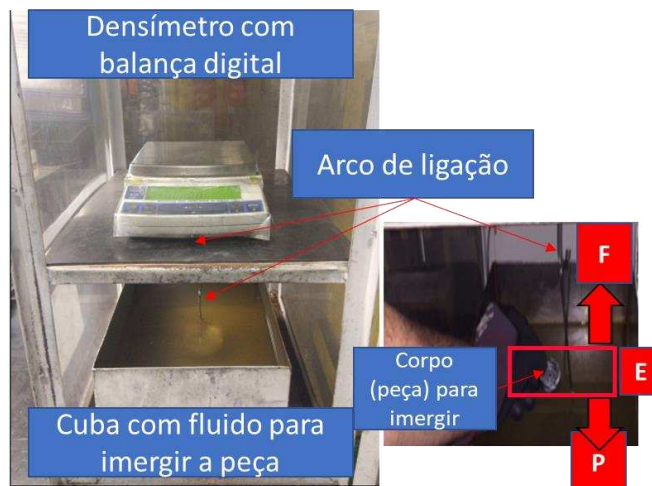 Densímetro com
balança digital
Arco de ligação
F
Corpo
(peça) para
imergir
E
Cuba com fluido para
imergir a peça
P